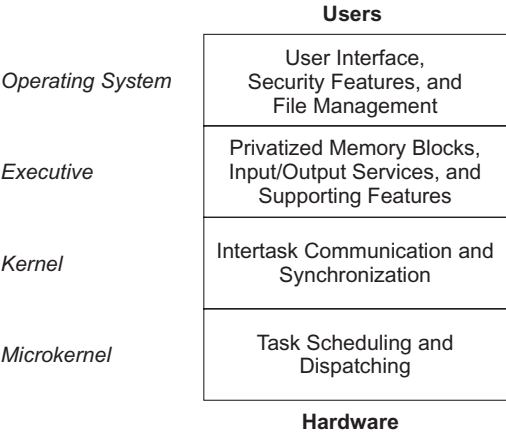 Users
Operating System
User Interface,
Security Features, and
File Management
Executive
Privatized Memory Blocks,
Input/Output Services, and
Supporting Features
Kernel
Intertask Communication and
Synchronization
Microkernel
Task Scheduling and
Dispatching
Hardware